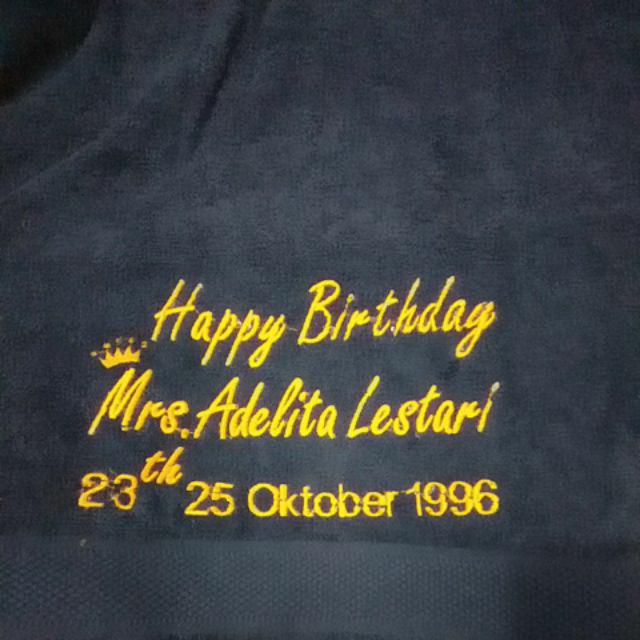 Happy Birthday
Mrs. Adelita Lestari
23th 25 Oktober 1996